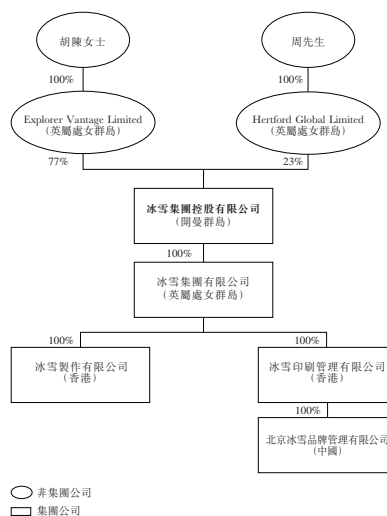 胡陳女士
周先生
100%
100%
Explorer Vantage Limited
(英屬處女群島)
Hertford Global Limited
(英屬處女群島)
77%
23%
冰雪集團控股有限公司
(開曼群島)
100%
冰雪集團有限公司
(英屬處女群島)
100%
100%
冰雪製作有限公司
(香港)
冰雪印刷管理有限公司
(香港)
100%
北京冰雪品牌管理有限公司
(中國)
非集團公司
集團公司